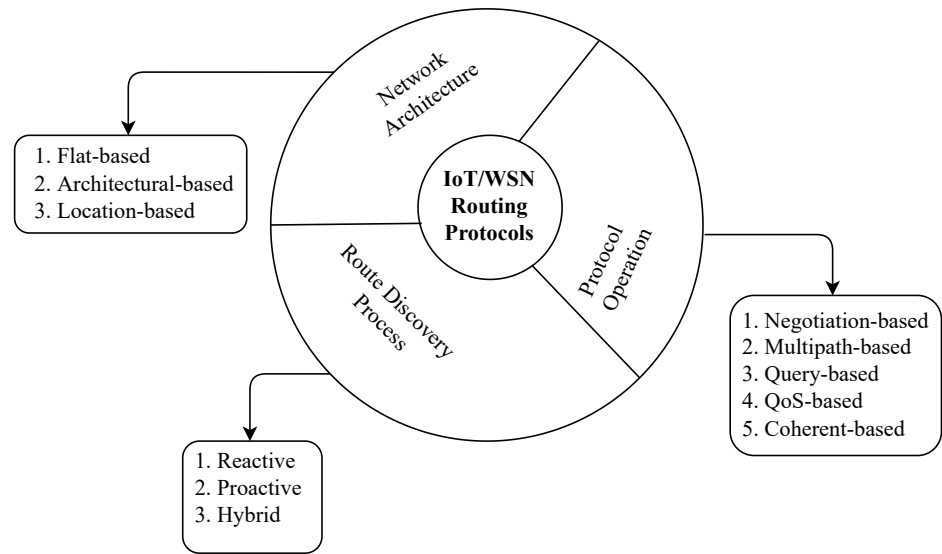 Network
Architecture
IoT/WSN
Routing
Protocols
Protocol
Operation
Route Discovery
Process
1. Flat-based
2. Architectural-based
3. Location-based
1. Negotiation-based
2. Multipath-based
3. Query-based
4. QoS-based
5. Coherent-based
1. Reactive
2. Proactive
3. Hybrid